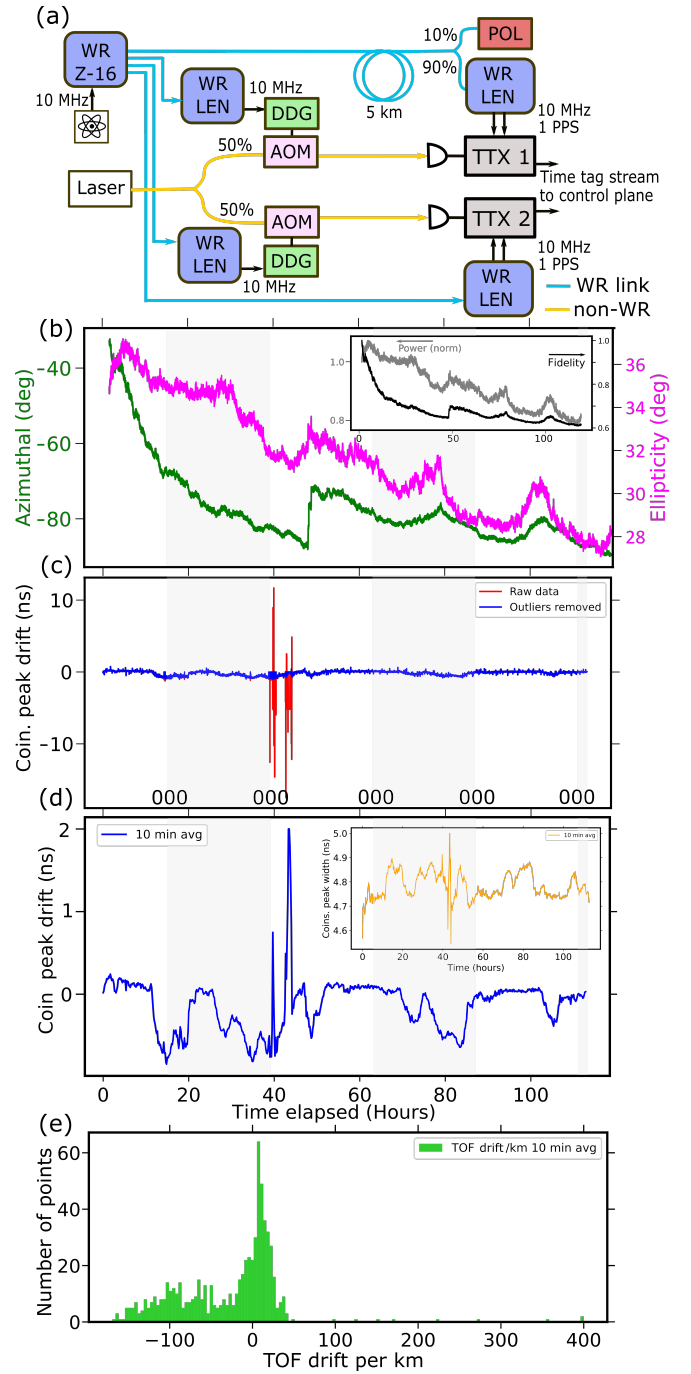 (a)
WR
Z-16
10 MHz
WR
LEN
10 MHz
DDG
AOM
50%
5 km
10%
90%
POL
WR
LEN
10 MHz
1 PPS
TTX 1
Time tag stream
to control plane
Laser
50%
AOM
TTX 2
WR
LEN
DDG
10 MHz
10 MHz
1 PPS
WR
LEN
WR link
non-WR
(b)
Azimuthal (deg)
-40
-60
-80
Ellipticity (deg)
36
34
32
30
28
Power (norm)
Fidelity
1.0
0.8
1.0
0.8
0.6
0
50
100
(c)
Coin. peak drift (ns)
10
0
-10
Raw data
Outliers removed
000
000
000
000
000
(d)
Coin peak drift (ns)
2
1
0
10 min avg
Coins. peak width (ns)
5.0
4.9
4.8
4.7
4.6
10 min avg
0
20
40
60
80
100
Time (hours)
0
20
40
60
80
100
Time elapsed (Hours)
(e)
Number of points
60
40
20
0
TOF drift/km 10 min avg
−100
0
100
200
300
400
TOF drift per km